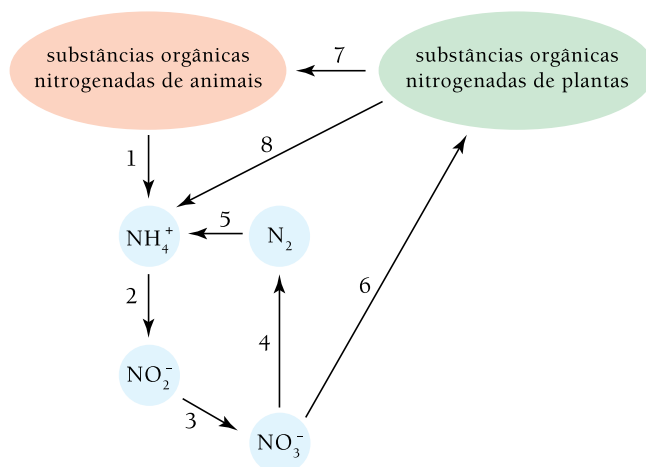 substâncias orgânicas
nitrogenadas de animais
7
substâncias orgânicas
nitrogenadas de plantas
1
8
NH₄⁺
5
N₂
2
6
4
NO₂⁻
3
NO₃⁻